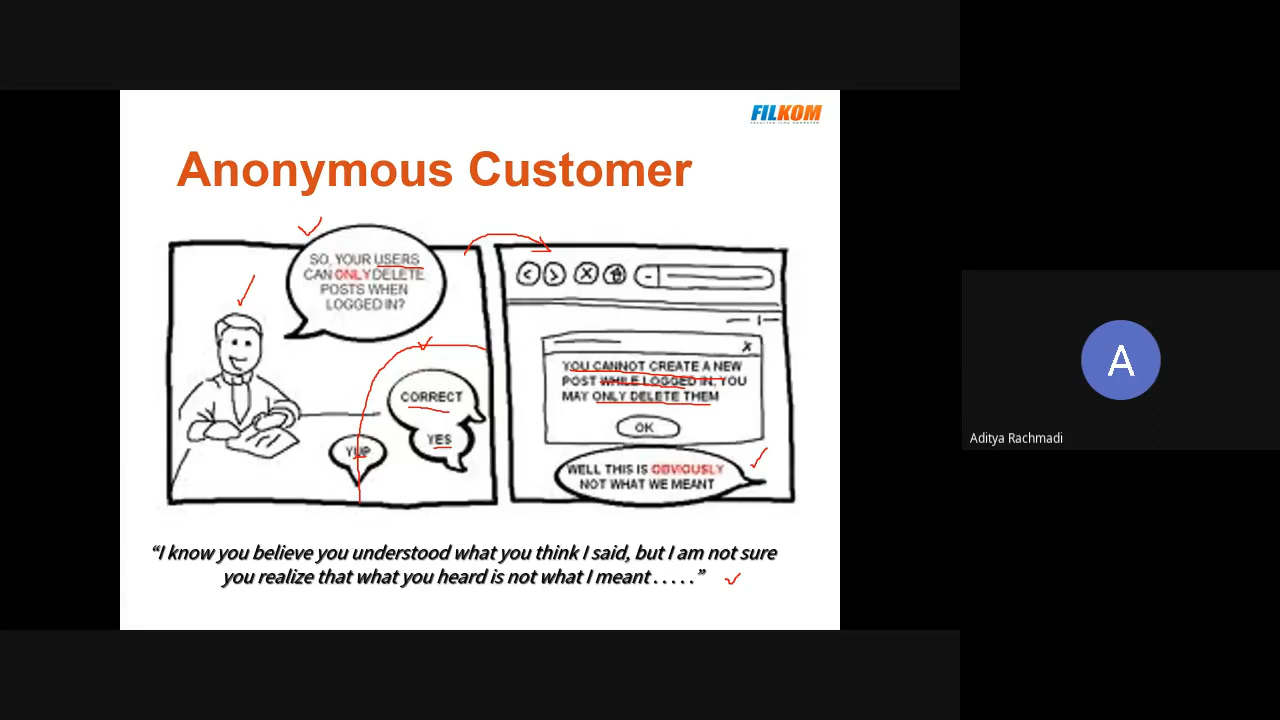 FILKOM
Anonymous Customer
SO, YOUR USERS
CAN ONLY DELETE
POSTS WHEN
LOGGED IN?
CORRECT
YES
YUP
YOU CANNOT CREATE A NEW
POST WHILE LOGGED IN, YOU
MAY ONLY DELETE THEM
OK
WELL THIS IS OBVIOUSLY
NOT WHAT WE MEANT
“I know you believe you understood what you think I said, but I am not sure
you realize that what you heard is not what I meant . . . . .”
A
Aditya Rachmadi